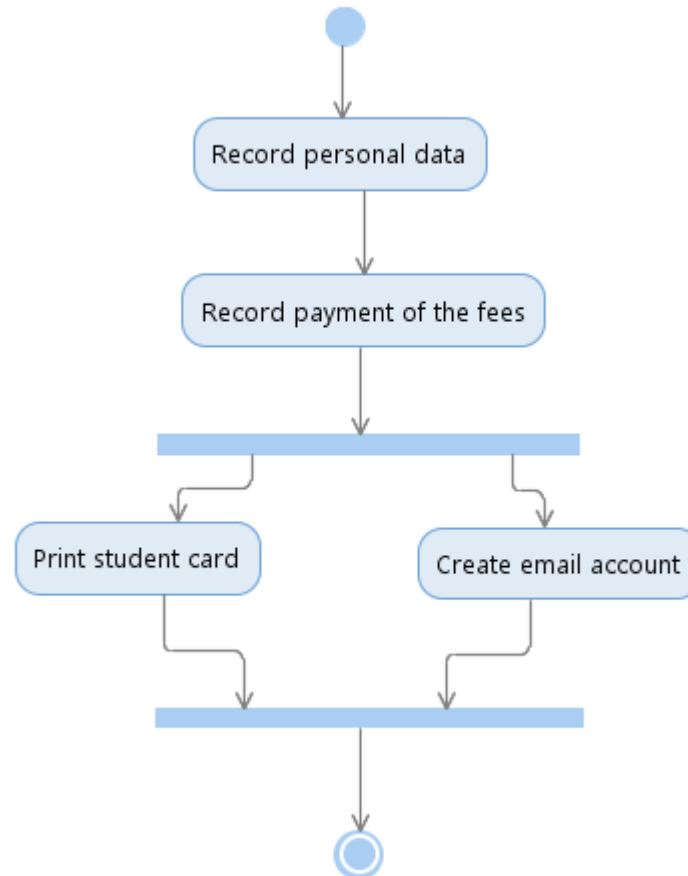 Record personal data
Record payment of the fees
Print student card
Create email account